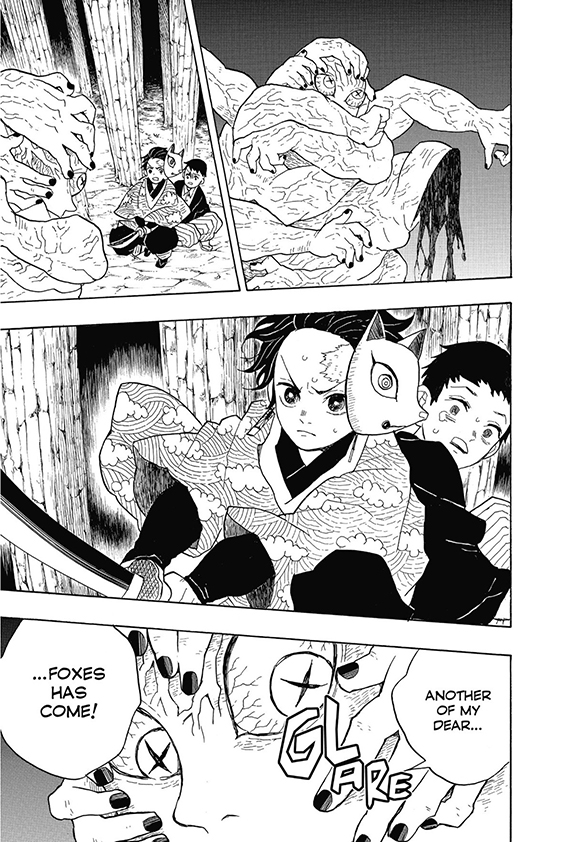 ANOTHER
OF MY
DEAR...
GLARE
...FOXES
HAS
COME!